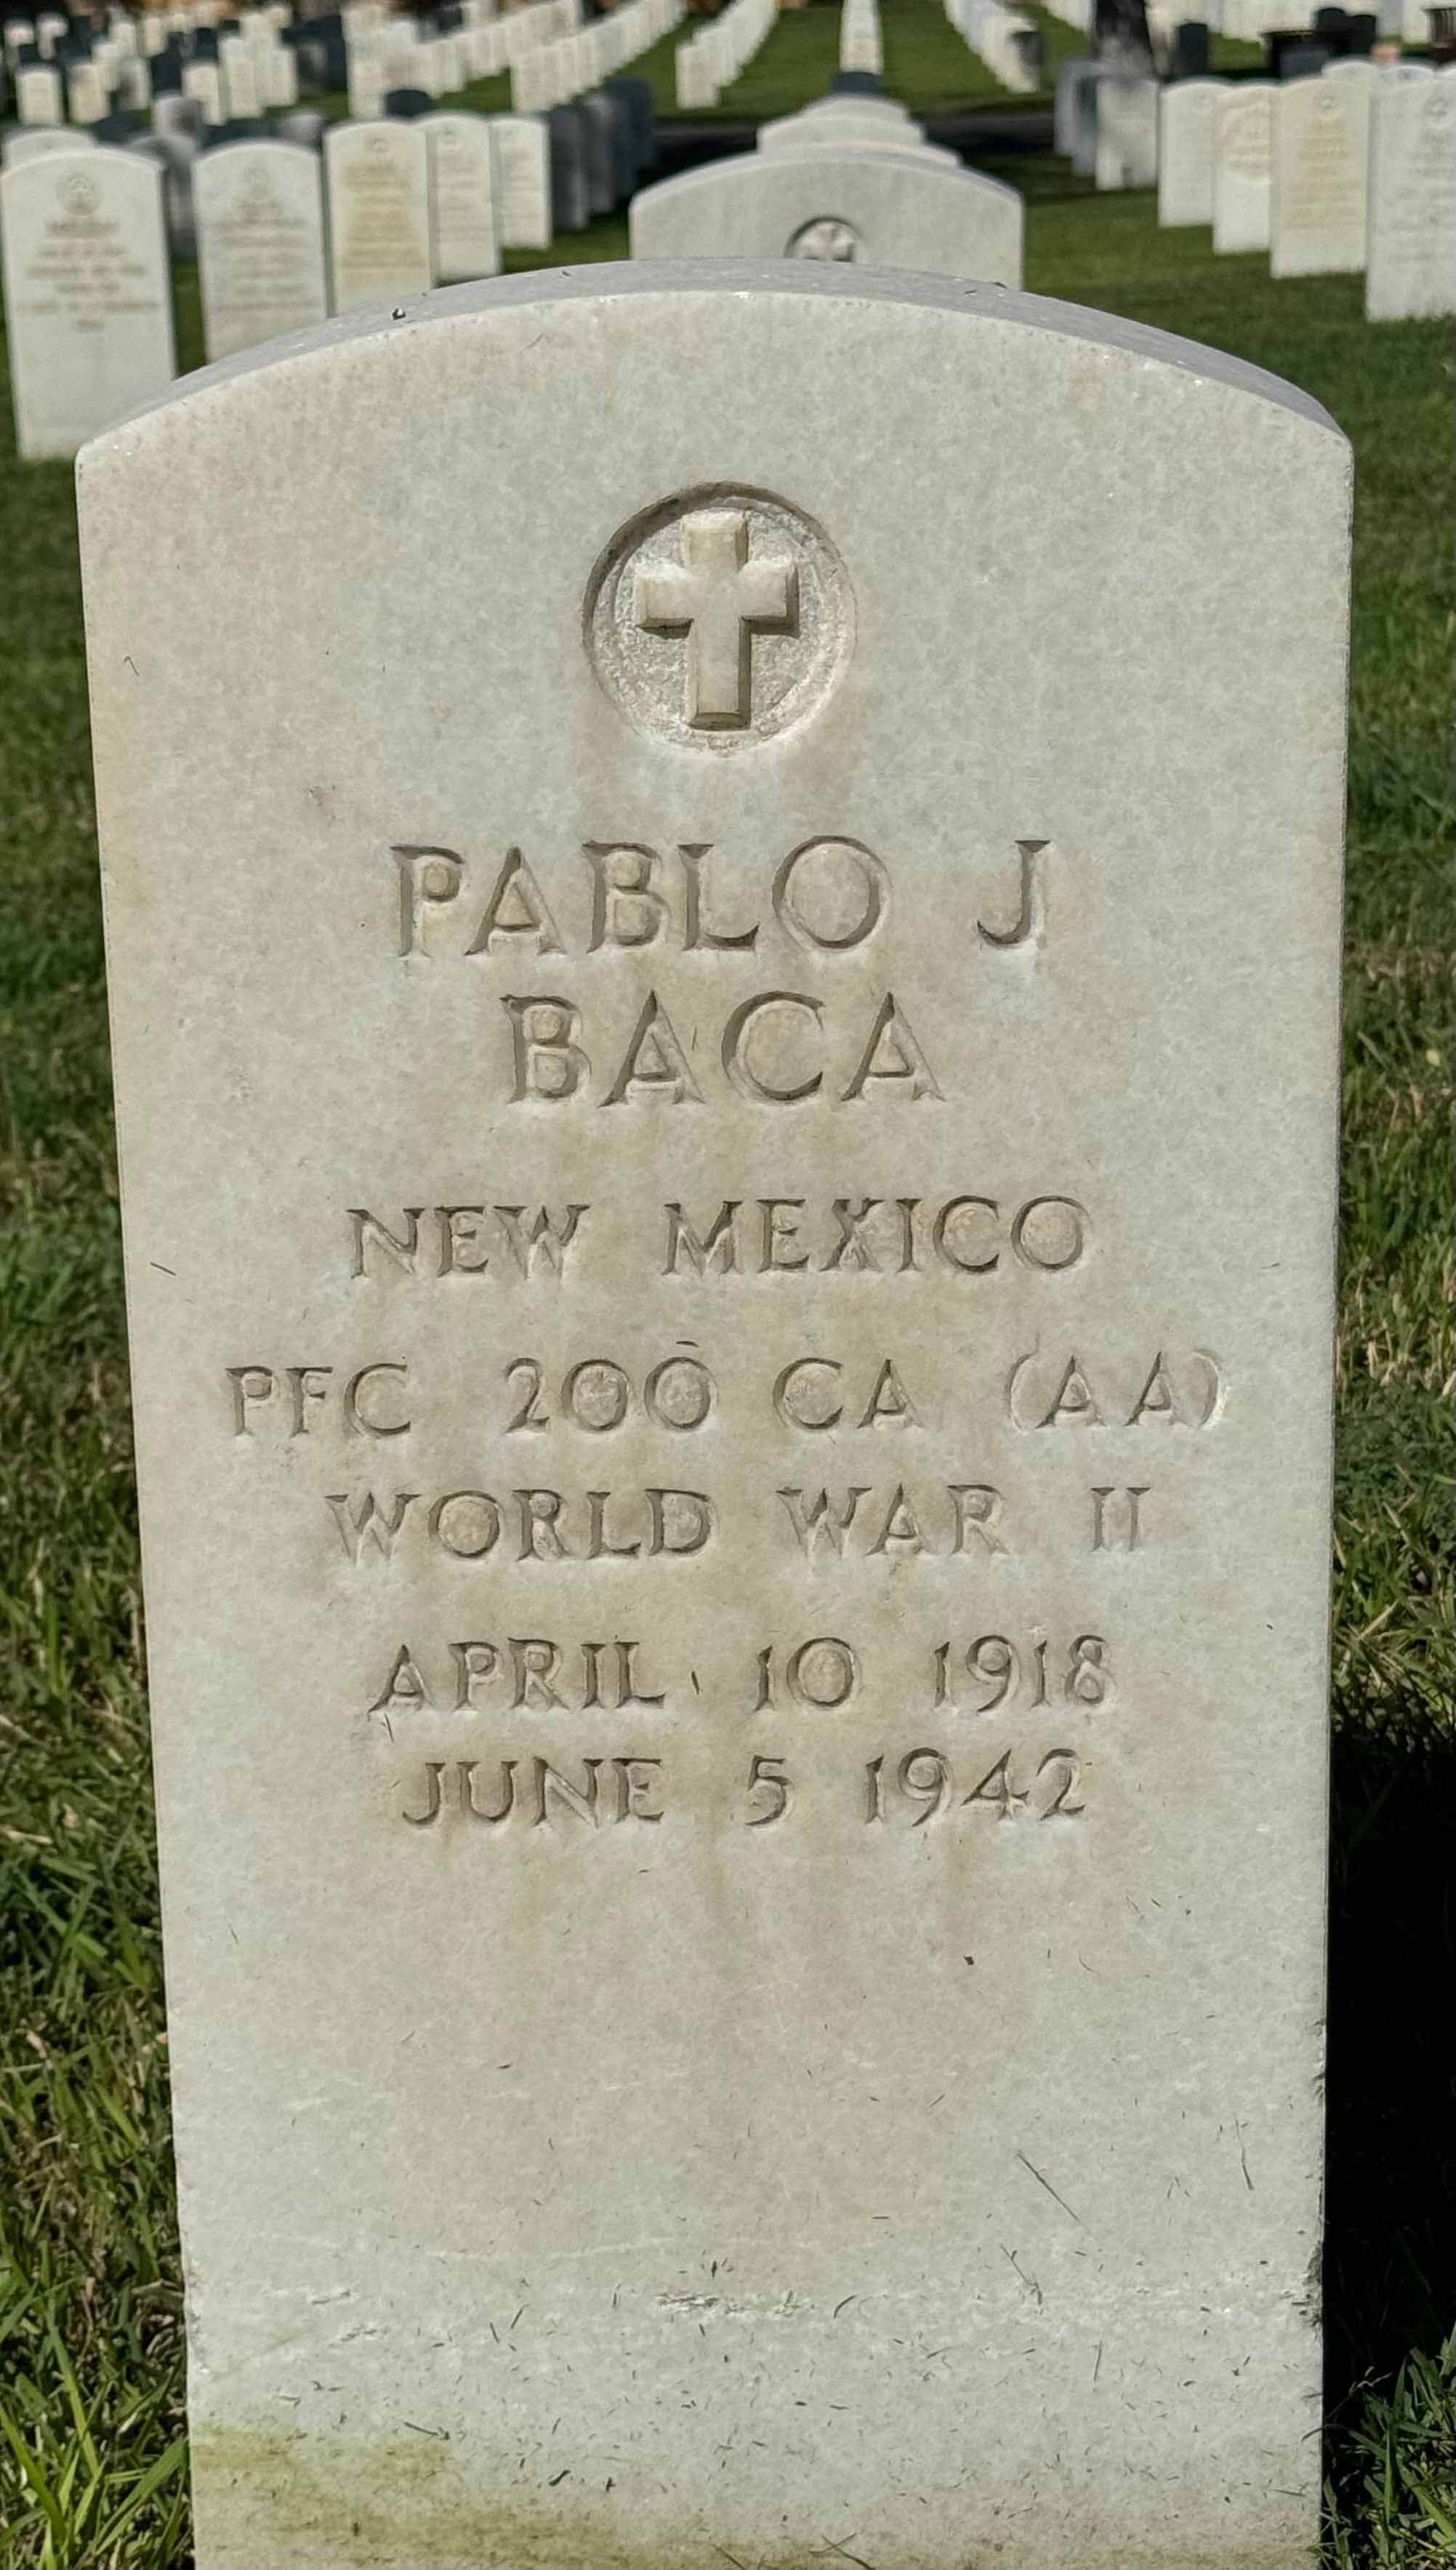 PABLO J
BACA
NEW MEXICO
PFC 200 CA (AA)
WORLD WAR II
APRIL 10 1918
JUNE 5 1942